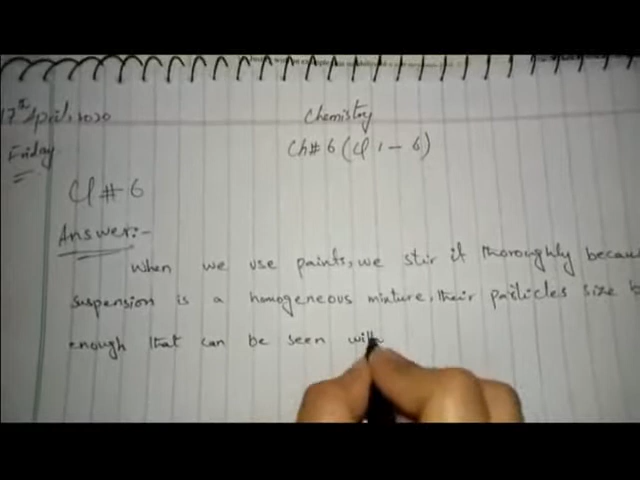 17th April, 2020
Chemistry
Friday
Ch# 6 (Q 1 - 6)
Q # 6
Answer:-
When we use paints, we stir it thoroughly becau
suspension is a homogeneous mixture, their particles size
enough that can be seen with